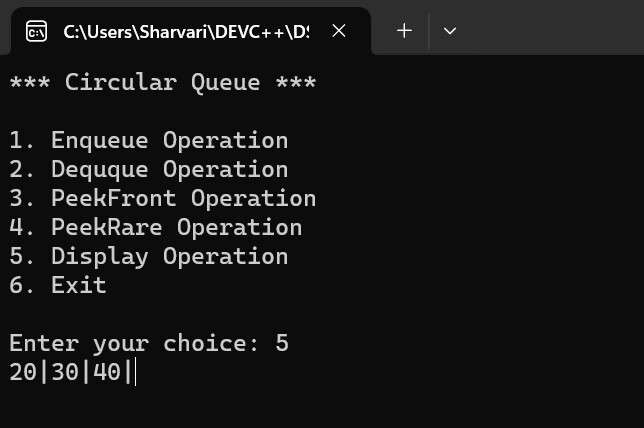 C:\Users\Sharvari\DEVC++\DS
*** Circular Queue ***
1. Enqueue Operation
2. Dequque Operation
3. PeekFront Operation
4. PeekRare Operation
5. Display Operation
6. Exit
Enter your choice: 5
20|30|40|